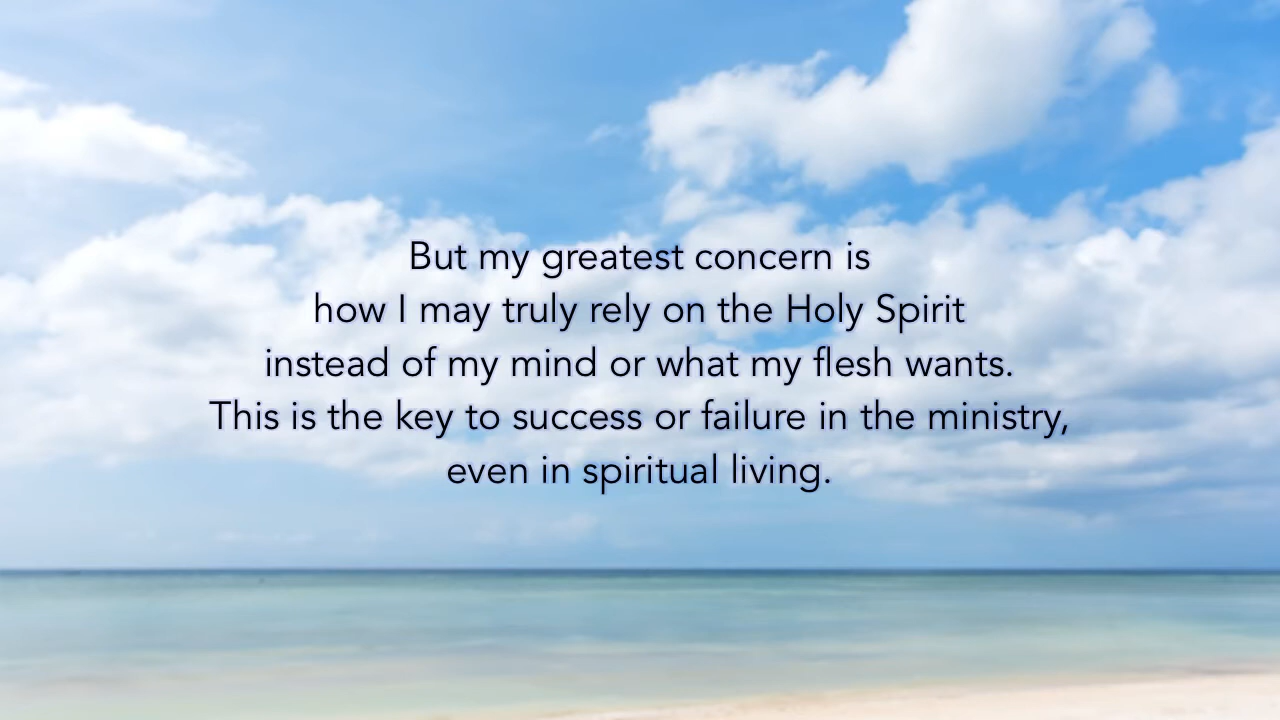 But my greatest concern is
how I may truly rely on the Holy Spirit
instead of my mind or what my flesh wants.
This is the key to success or failure in the ministry,
even in spiritual living.